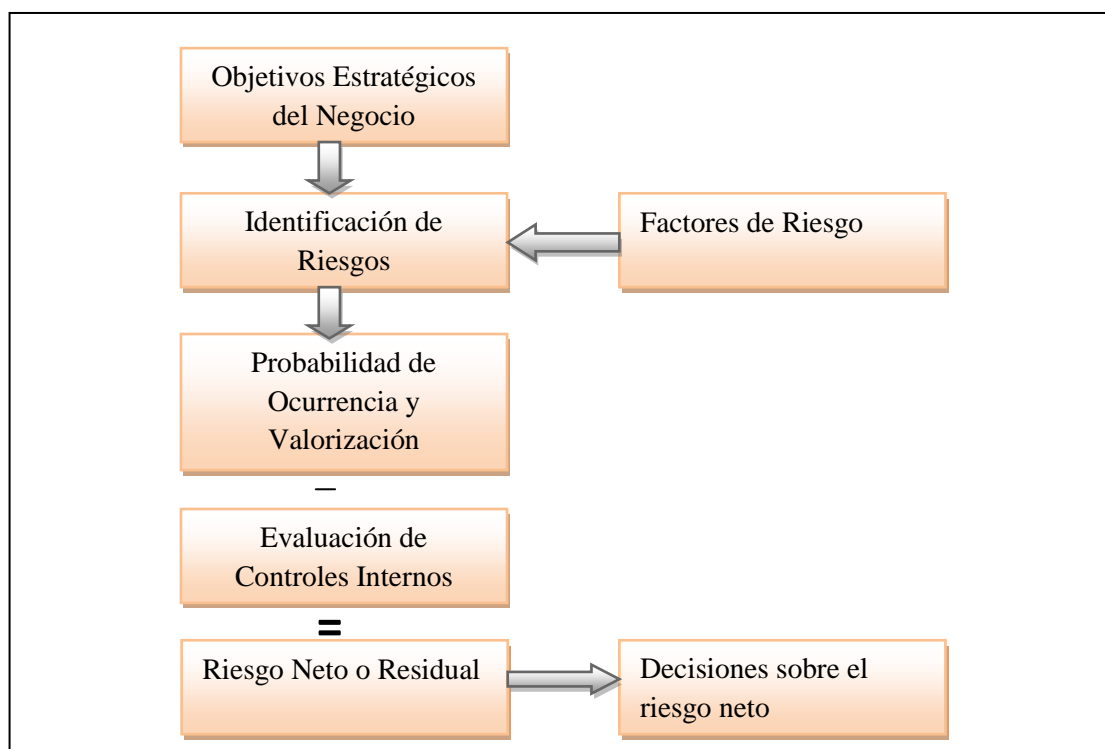 Objetivos Estratégicos
del Negocio
Identificación de
Riesgos
Factores de Riesgo
Probabilidad de
Ocurrencia y
Valorización
–
Evaluación de
Controles Internos
=
Riesgo Neto o Residual
Decisiones sobre el
riesgo neto